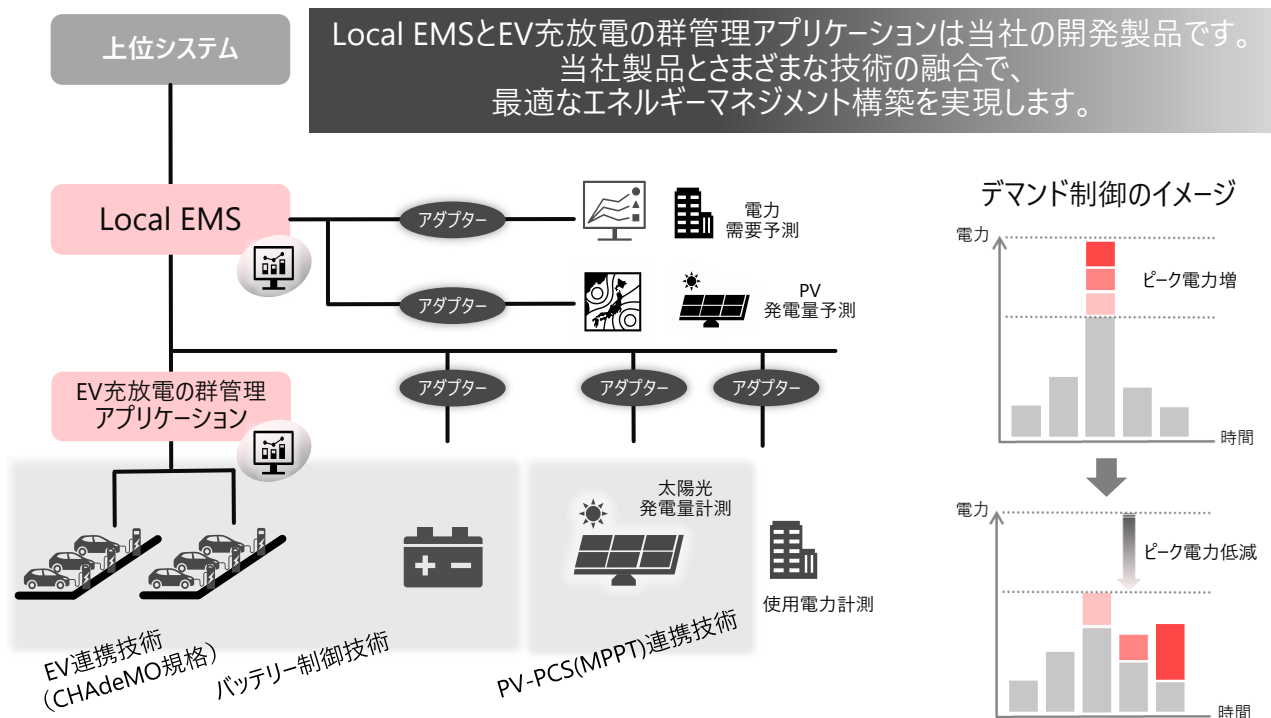 上位システム
Local EMSとEV充放電の群管理アプリケーションは当社の開発製品です。
当社製品とさまざまな技術の融合で、
最適なエネルギーマネジメント構築を実現します。
Local EMS
アダプター
電力
需要予測
アダプター
PV
発電量予測
EV充放電の群管理
アプリケーション
アダプター
アダプター
アダプター
太陽光
発電量計測
使用電力計測
EV連携技術
(CHAdeMO規格)
バッテリー制御技術
PV-PCS(MPPT)連携技術
デマンド制御のイメージ
電力
ピーク電力増
時間
電力
ピーク電力低減
時間